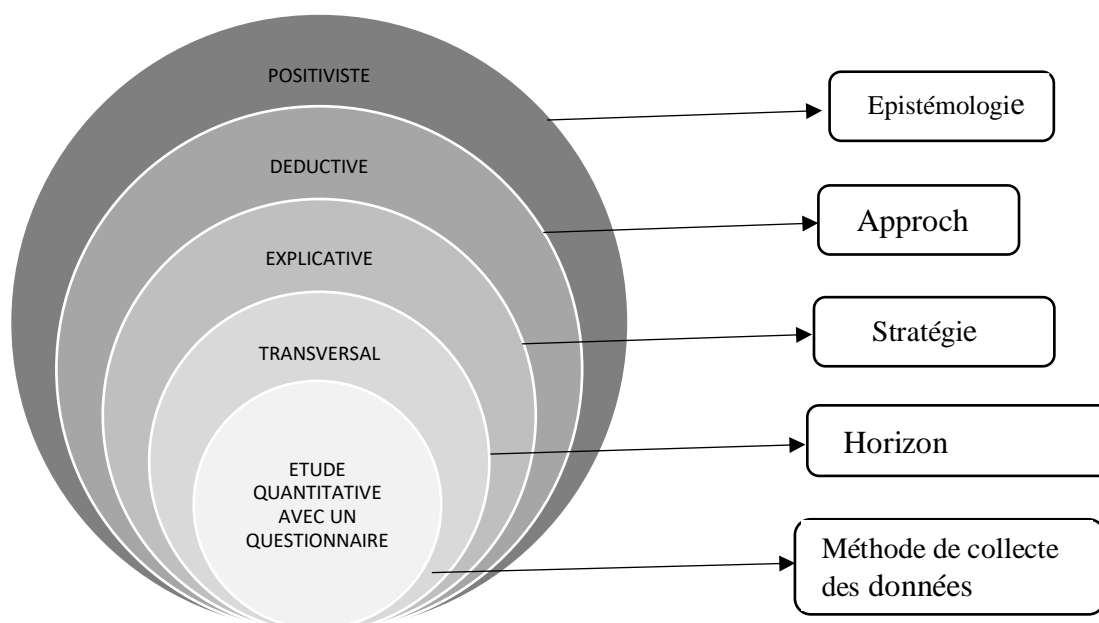 POSITIVISTE
Epistémologie
DEDUCTIVE
Approch
EXPLICATIVE
Stratégie
TRANSVERSAL
Horizon
ETUDE
QUANTITATIVE
AVEC UN
QUESTIONNAIRE
Méthode de collecte
des données